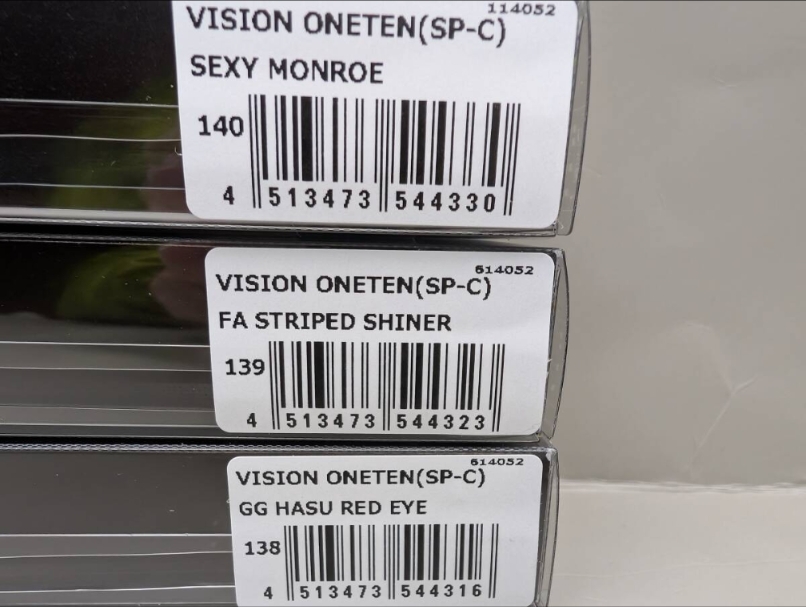 114052
VISION ONETEN(SP-C)
SEXY MONROE
140
4 513473 544330
614052
VISION ONETEN(SP-C)
FA STRIPED SHINER
139
4 513473 544323
614052
VISION ONETEN(SP-C)
GG HASU RED EYE
138
4 513473 544316